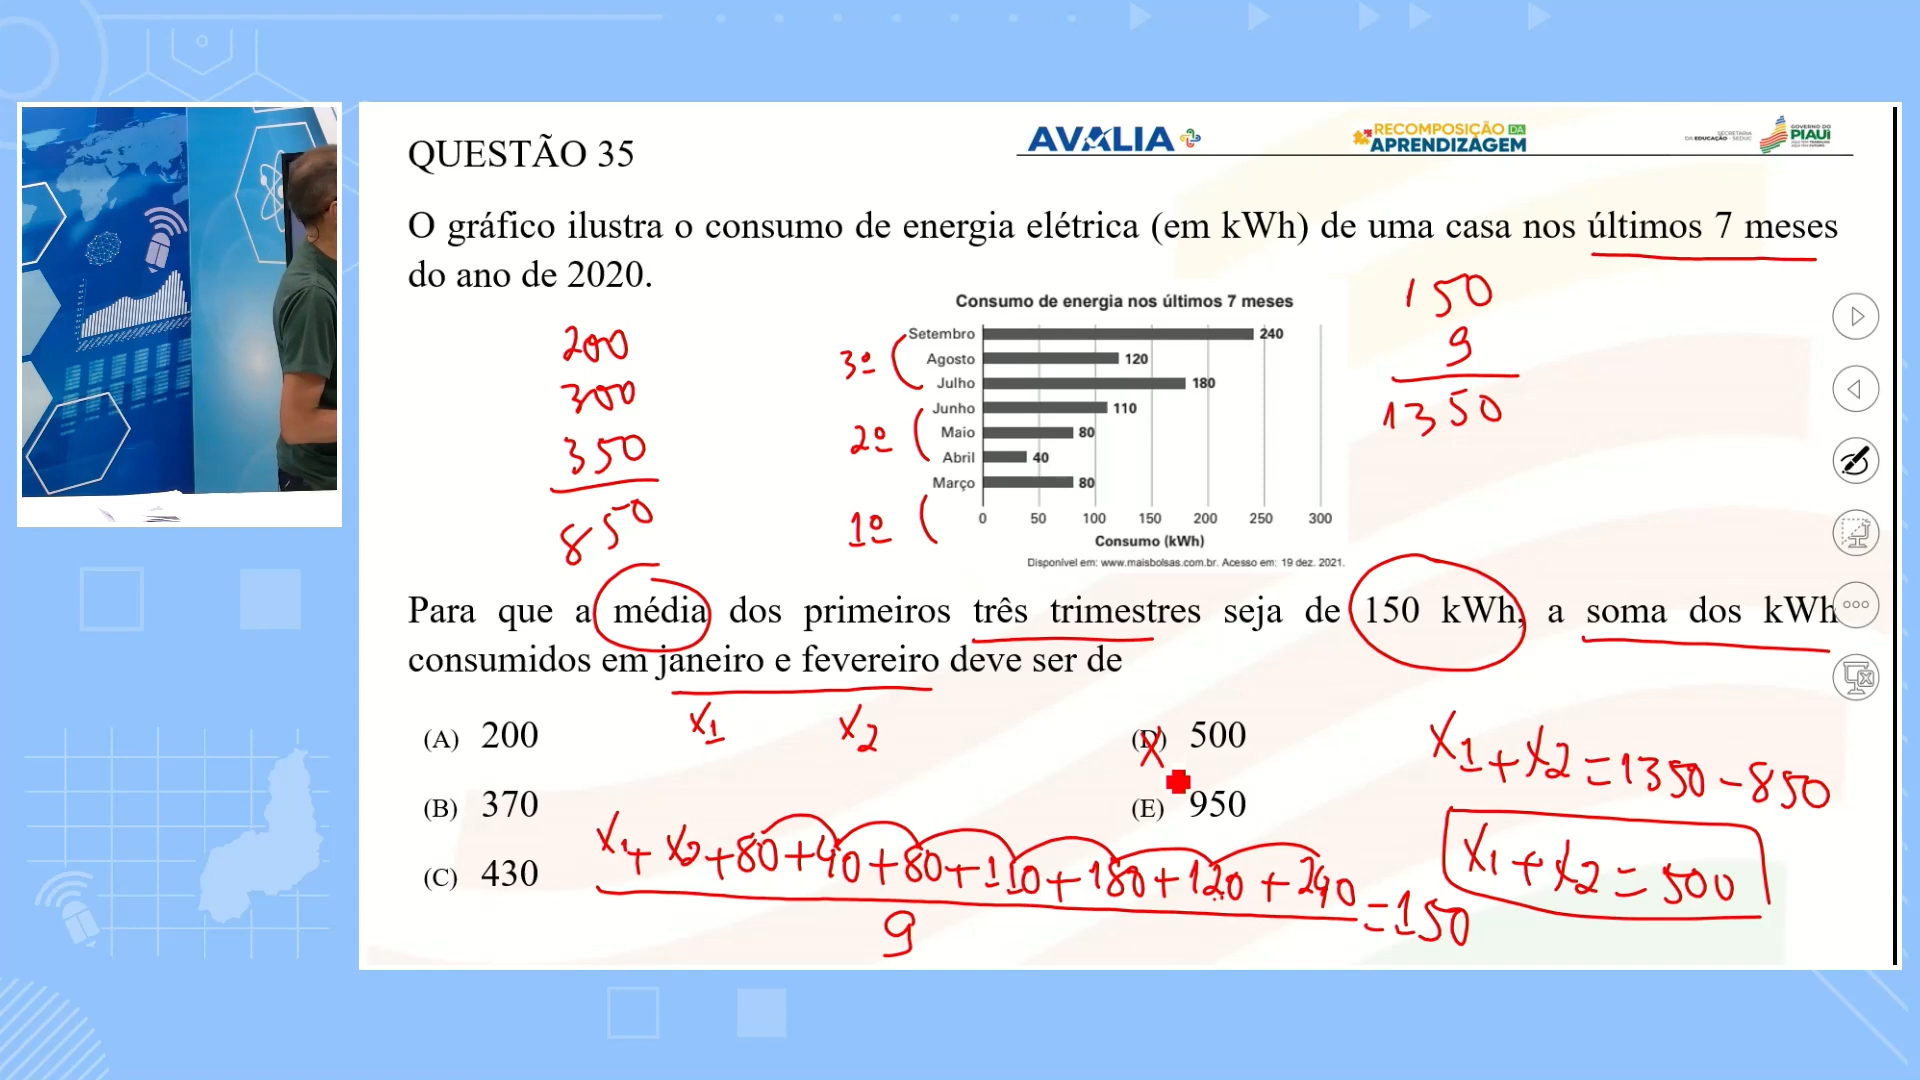 QUESTÃO 35
AVALIA
RECOMPOSIÇÃO DA
APRENDIZAGEM
SECRETARIA
DA EDUCAÇÃO - SEDUC
GOVERNO DO
PIAUÍ
O gráfico ilustra o consumo de energia elétrica (em kWh) de uma casa nos últimos 7 meses
do ano de 2020.
200
300
350
850
3º
2º
1º
Consumo de energia nos últimos 7 meses
Setembro 240
Agosto 120
Julho 180
Junho 110
Maio 80
Abril 40
Março 80
0 50 100 150 200 250 300
Consumo (kWh)
Disponível em: www.maisbolsas.com.br. Acesso em: 19 dez. 2021.
150
9
1350
Para que a média dos primeiros três trimestres seja de 150 kWh, a soma dos kWh
consumidos em janeiro e fevereiro deve ser de
x1 x2
(A) 200
(B) 370
(C) 430
(D) 500
(E) 950
x1+x2+80+40+80+110+180+120+240
9
=150
x1+x2=1350-850
x1+x2=500